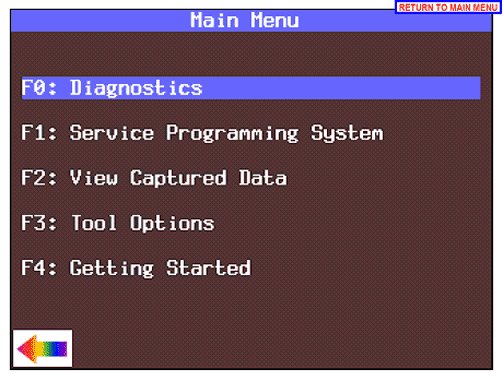 RETURN TO MAIN MENU
Main Menu
F0: Diagnostics
F1: Service Programming System
F2: View Captured Data
F3: Tool Options
F4: Getting Started